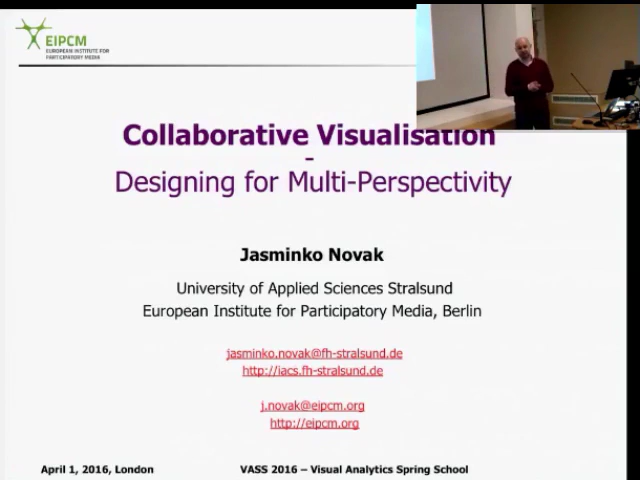 EIPCM
EUROPEAN INSTITUTE FOR
PARTICIPATORY MEDIA
Collaborative Visualisation
-
Designing for Multi-Perspectivity
Jasminko Novak
University of Applied Sciences Stralsund
European Institute for Participatory Media, Berlin
jasminko.novak@fh-stralsund.de
http://iacs.fh-stralsund.de
j.novak@eipcm.org
http://eipcm.org
April 1, 2016, London
VASS 2016 – Visual Analytics Spring School